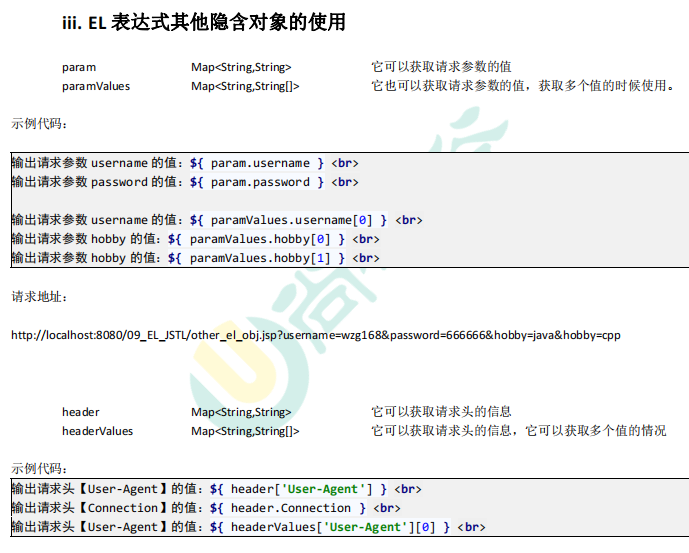 iii. EL 表达式其他隐含对象的使用
param Map<String,String> 它可以获取请求参数的值
paramValues Map<String,String[]> 它也可以获取请求参数的值，获取多个值的时候使用。
示例代码：
输出请求参数 username 的值：${ param.username } <br>
输出请求参数 password 的值：${ param.password } <br>
输出请求参数 username 的值：${ paramValues.username[0] } <br>
输出请求参数 hobby 的值：${ paramValues.hobby[0] } <br>
输出请求参数 hobby 的值：${ paramValues.hobby[1] } <br>
请求地址：
http://localhost:8080/09_EL_JSTL/other_el_obj.jsp?username=wzg168&password=666666&hobby=java&hobby=cpp
header Map<String,String> 它可以获取请求头的信息
headerValues Map<String,String[]> 它可以获取请求头的信息，它可以获取多个值的情况
示例代码：
输出请求头【User-Agent】的值：${ header['User-Agent'] } <br>
输出请求头【Connection】的值：${ header.Connection } <br>
输出请求头【User-Agent】的值：${ headerValues['User-Agent'][0] } <br>